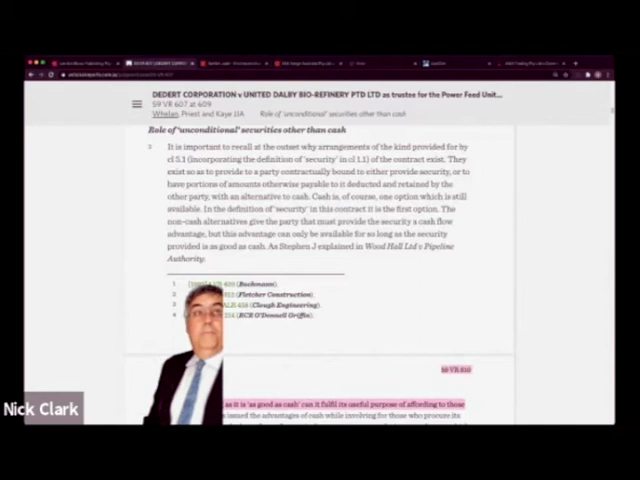 DEDERT CORPORATION v UNITED DALBY BIO-REFINERY PTD LTD as trustee for the Power Feed Unit...
59 VR 607 at 609
Whelan, Priest and Kaye JJA Role of 'unconditional' securities other than cash
Role of 'unconditional' securities other than cash
3 It is important to recall at the outset why arrangements of the kind provided for by
cl 5.1 (incorporating the definition of 'security' in cl 1.1) of the contract exist. They
exist so as to provide to a party contractually bound to either provide security, or to
have portions of amounts otherwise payable to it deducted and retained by the
other party, with an alternative to cash. Cash is, of course, one option which is still
available. In the definition of 'security' in this contract it is the first option. The
non-cash alternatives give the party that must provide the security a cash flow
advantage, but this advantage can only be available for so long as the security
provided is as good as cash. As Stephen J explained in Wood Hall Ltd v Pipeline
Authority.
1 (Bachmann).
2 (Fletcher Construction).
3 (Clough Engineering).
4 (BCR O'Donnell Griffin).
59 VR 610
as it is 'as good as cash' can it fulfil its useful purpose of affording to those
issued the advantages of cash while involving for those who procure its
Nick Clark